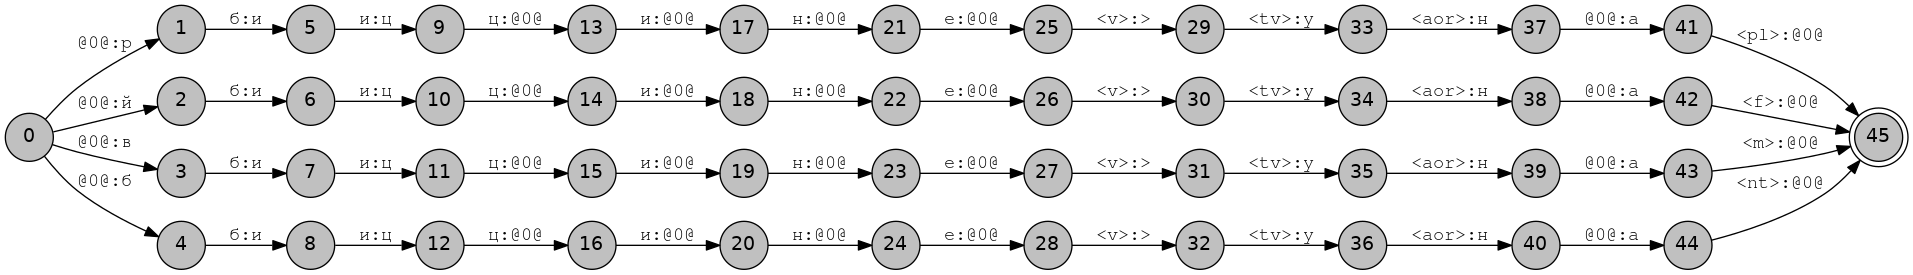 @0@:р 1 б:и 5 и:ц 9 ц:@0@ 13 и:@0@ 17 н:@0@ 21 е:@0@ 25 <v>:> 29 <tv>:у 33 <aor>:н 37 @0@:а 41 <pl>:@0@
0 @0@:й 2 б:и 6 и:ц 10 ц:@0@ 14 и:@0@ 18 н:@0@ 22 е:@0@ 26 <v>:> 30 <tv>:у 34 <aor>:н 38 @0@:а 42 <f>:@0@ 45
@0@:в 3 б:и 7 и:ц 11 ц:@0@ 15 и:@0@ 19 н:@0@ 23 е:@0@ 27 <v>:> 31 <tv>:у 35 <aor>:н 39 @0@:а 43 <m>:@0@
@0@:б 4 б:и 8 и:ц 12 ц:@0@ 16 и:@0@ 20 н:@0@ 24 е:@0@ 28 <v>:> 32 <tv>:у 36 <aor>:н 40 @0@:а 44 <nt>:@0@